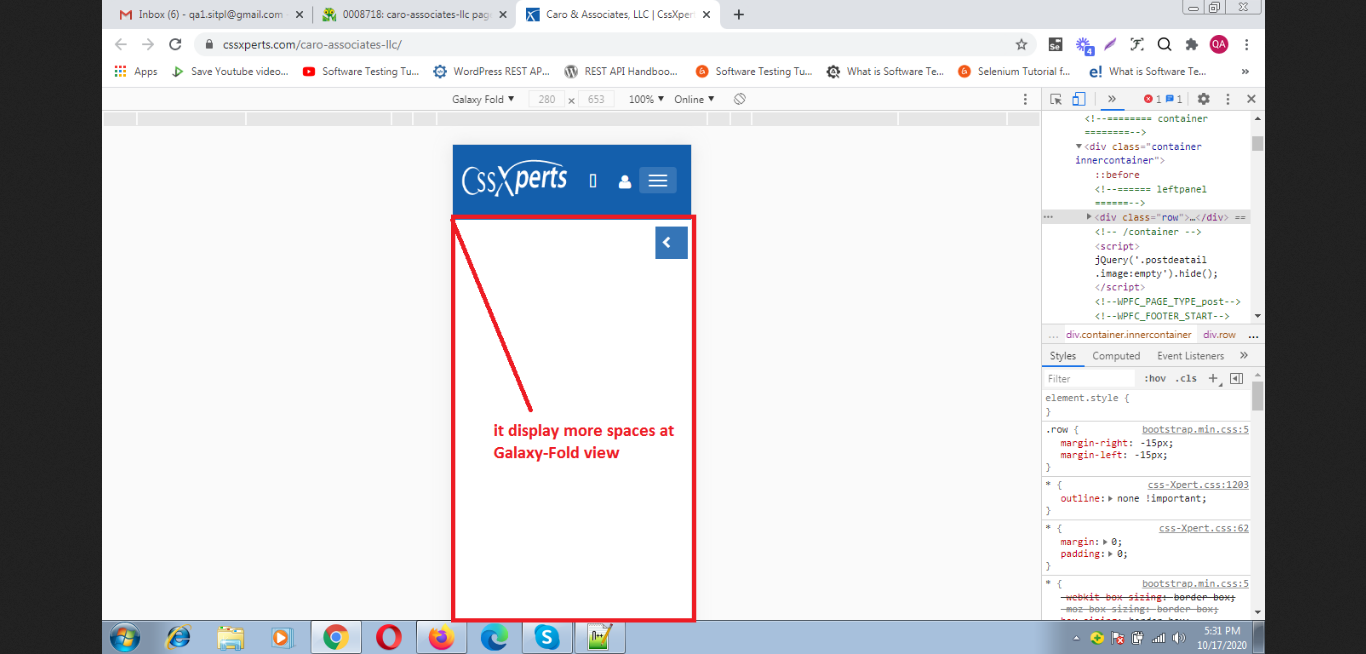 Inbox (6) - qa1.sitpl@gmail.com
0008718: caro-associates-llc pag
Caro & Associates, LLC | CssXper
cssxperts.com/caro-associates-llc/
Se
4
QA
Apps
Save Youtube video...
Software Testing Tu...
WordPress REST AP...
REST API Handboo...
Software Testing Tu...
What is Software Te...
Selenium Tutorial f...
e!
What is Software Te...
»
Galaxy Fold ▼ 280 x 653 100% ▼ Online ▼
» 1 1
<!--======== container
========-->
▼<div class="container
innercontainer">
::before
<!--====== leftpanel
======-->
... ▶<div class="row">…</div> ==
<!-- /container -->
<script>
jQuery('.postdeatail
.image:empty').hide();
</script>
<!--WPFC_PAGE_TYPE_post-->
<!--WPFC_FOOTER_START-->
... div.container.innercontainer div.row ...
Styles Computed Event Listeners »
Filter :hov .cls +
element.style {
}
.row { bootstrap.min.css:5
margin-right: -15px;
margin-left: -15px;
}
* { css-Xpert.css:1203
outline:▶ none !important;
}
* { css-Xpert.css:62
margin:▶ 0;
padding:▶ 0;
}
* { bootstrap.min.css:5
-webkit-box-sizing: border-box;
-moz-box-sizing: border-box;
box-sizing: border-box;
CssXperts
it display more spaces at
Galaxy-Fold view
5:31 PM
10/17/2020